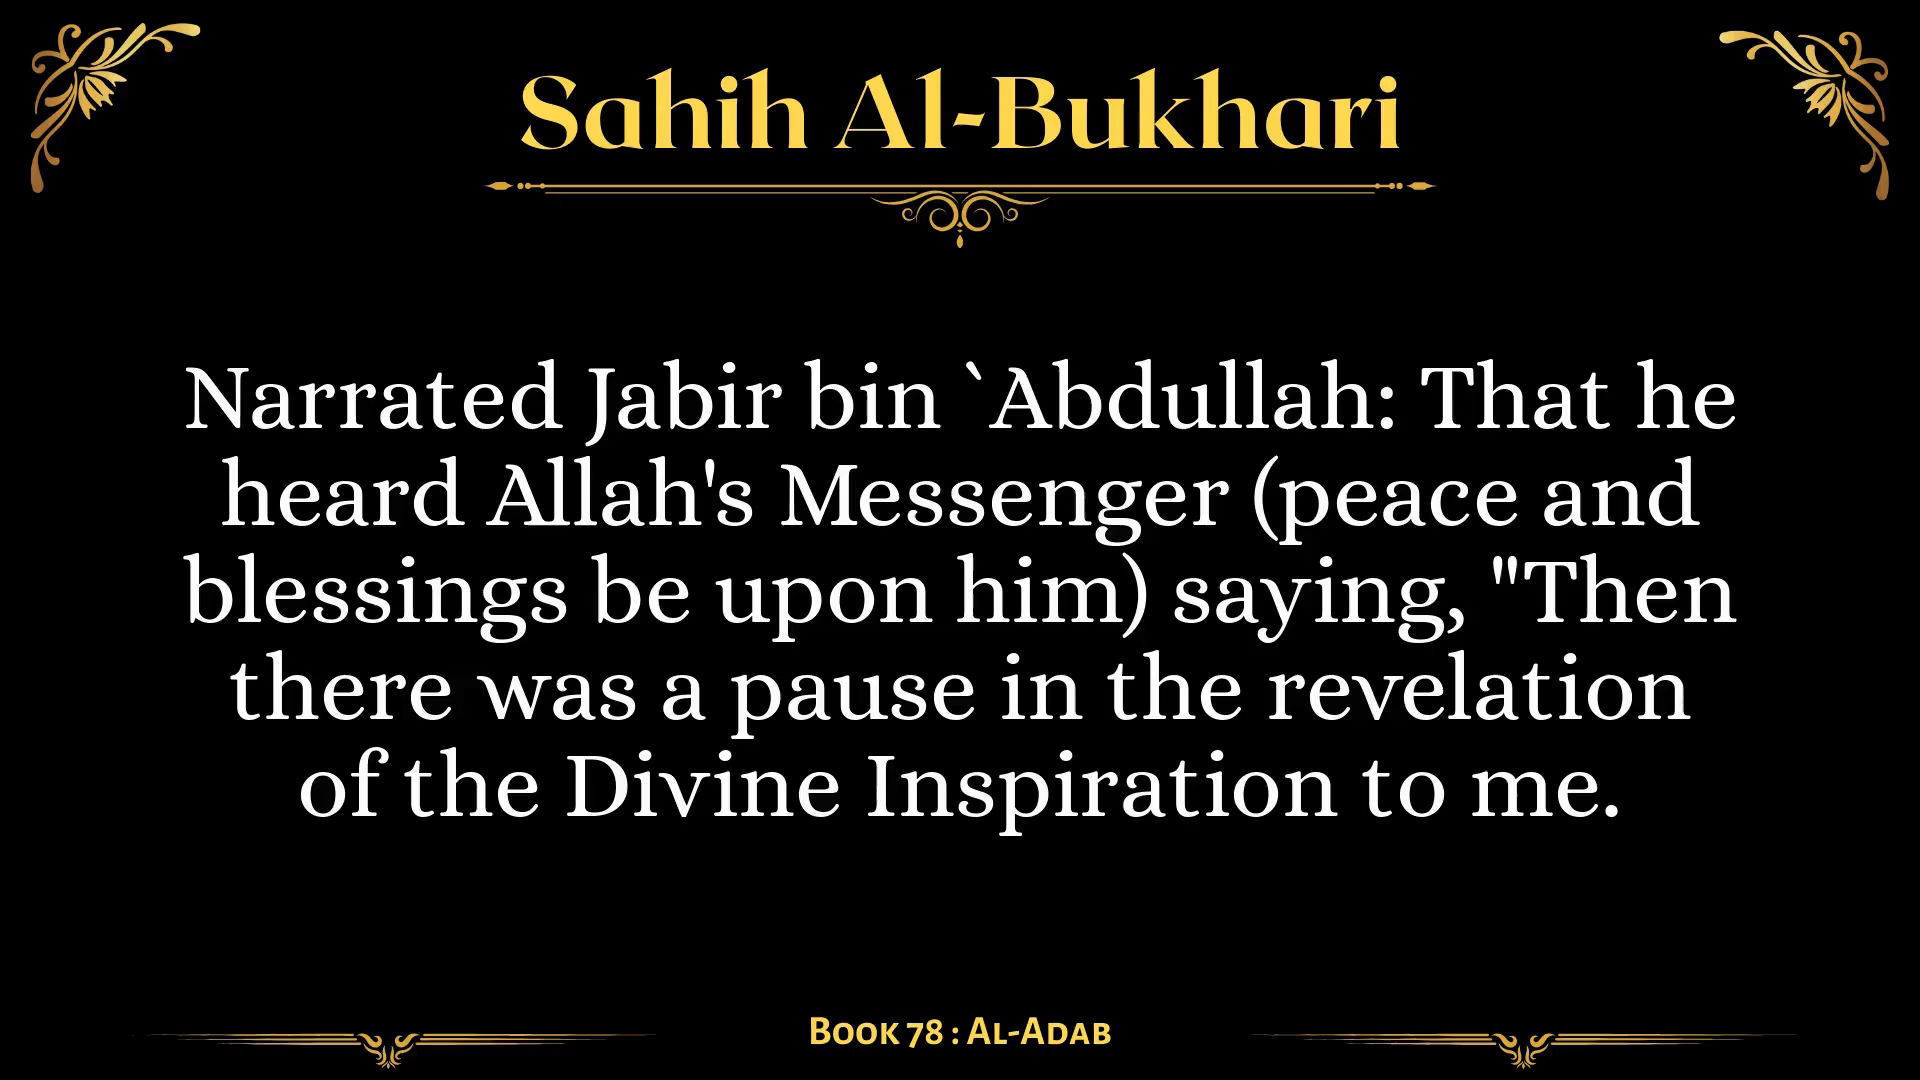 Sahih Al-Bukhari
Narrated Jabir bin `Abdullah: That he
heard Allah's Messenger (peace and
blessings be upon him) saying, "Then
there was a pause in the revelation
of the Divine Inspiration to me.
Book 78 : Al-Adab